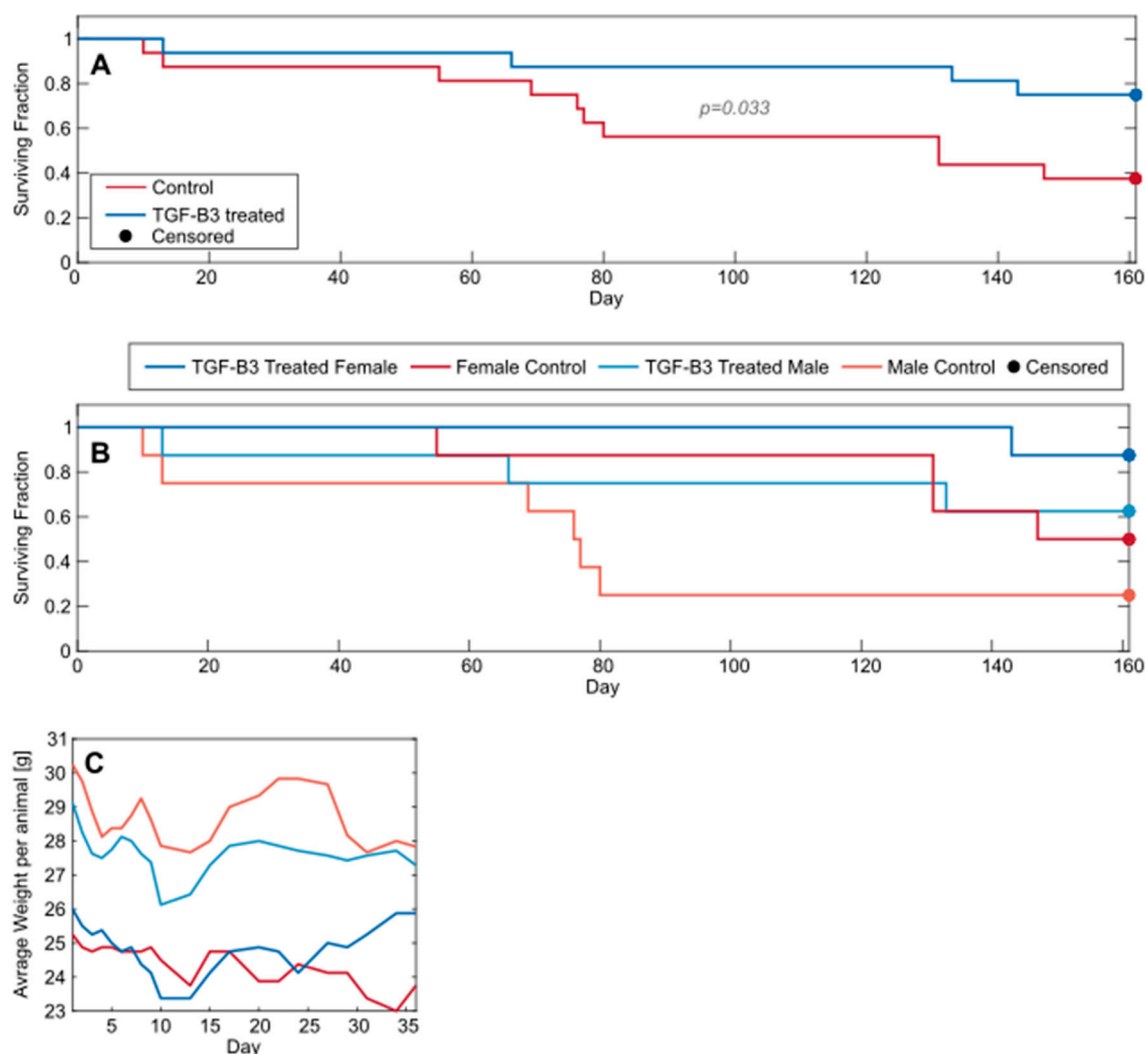 1
A
0.8
p=0.033
0.6
Surviving Fraction
0.4
Control
0.2
TGF-B3 treated
Censored
0
0 20 40 60 80 100 120 140 160
Day
TGF-B3 Treated Female Female Control TGF-B3 Treated Male Male Control Censored
1
B
0.8
0.6
Surviving Fraction
0.4
0.2
0
0 20 40 60 80 100 120 140 160
Day
31
C
30
29
28
27
Avrage Weight per animal [g]
26
25
24
23
5 10 15 20 25 30 35
Day